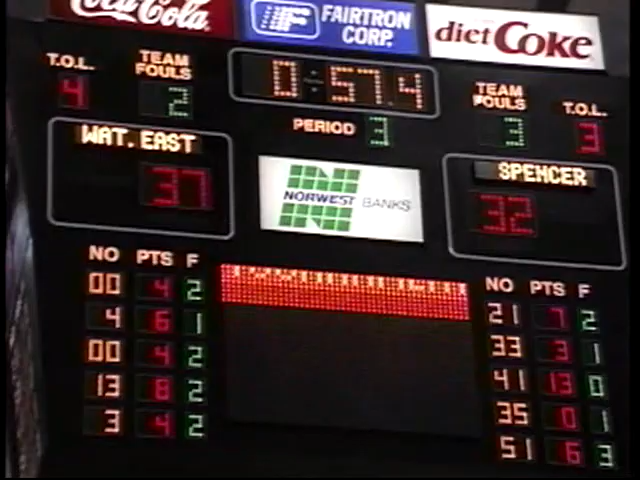 Coca-Cola
FAIRTRON
CORP.
diet Coke
T.O.L.
4
TEAM
FOULS
2
0:57.4
PERIOD 3
TEAM
FOULS
3
T.O.L.
3
WAT. EAST
37
NORWEST BANKS
SPENCER
32
NO PTS F
00 4 2
4 6 1
00 4 2
13 8 2
3 4 2
NO PTS F
21 7 2
33 3 1
41 13 0
35 0 1
51 6 3